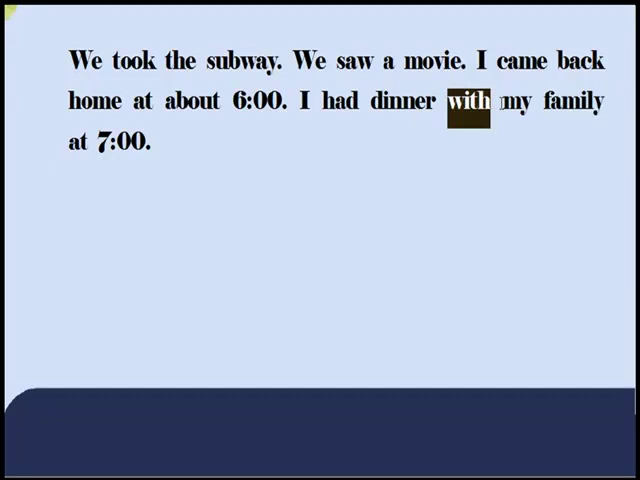 We took the subway. We saw a movie. I came back
home at about 6:00. I had dinner with my family
at 7:00.